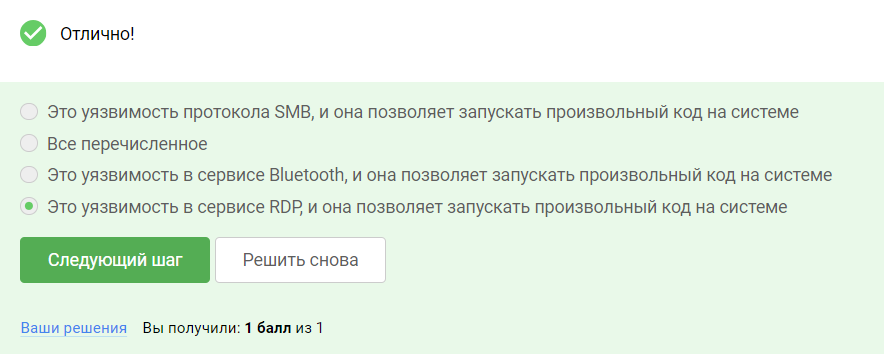 Отлично!
Это уязвимость протокола SMB, и она позволяет запускать произвольный код на системе
Все перечисленное
Это уязвимость в сервисе Bluetooth, и она позволяет запускать произвольный код на системе
Это уязвимость в сервисе RDP, и она позволяет запускать произвольный код на системе
Следующий шаг Решить снова
Ваши решения Вы получили: 1 балл из 1